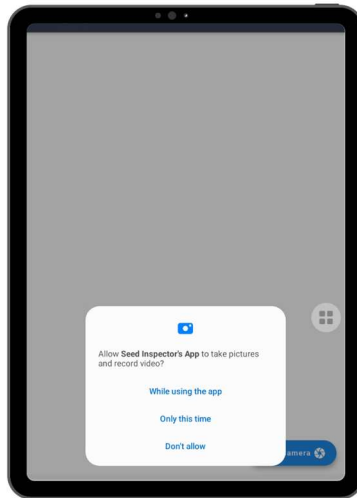 Allow Seed Inspector's App to take pictures
and record video?
While using the app
Only this time
Don't allow
amera